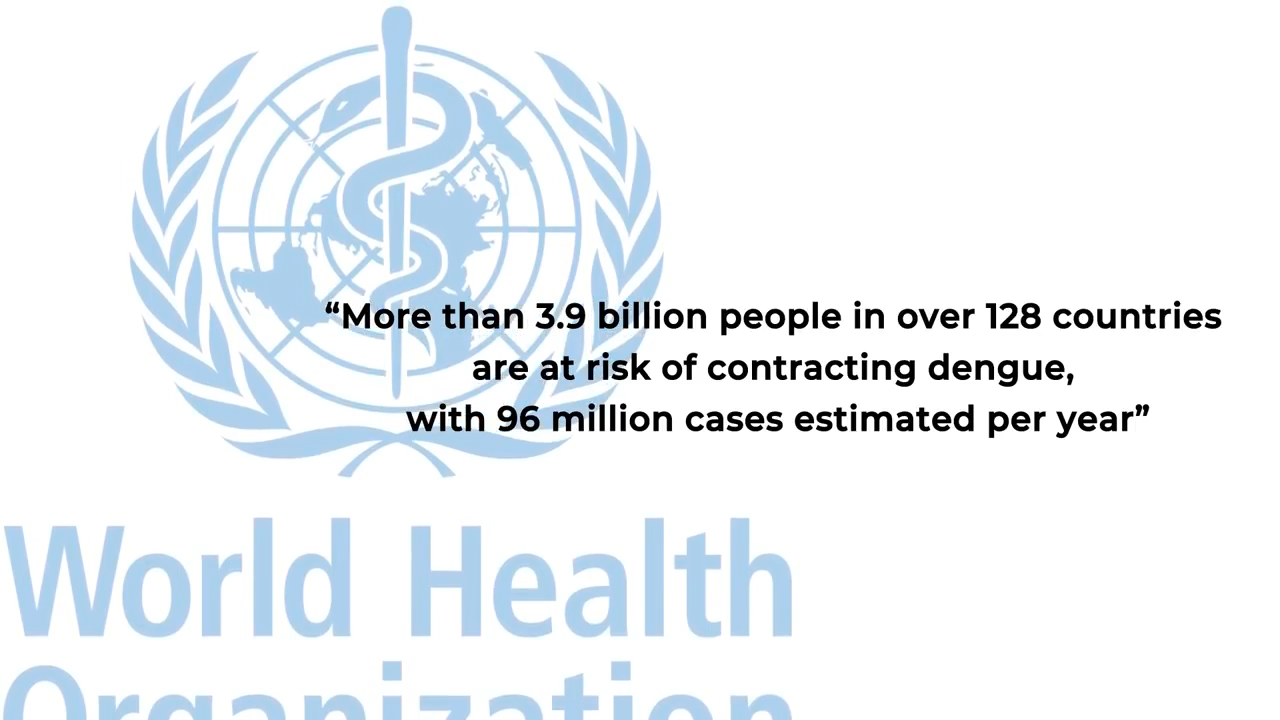 “More than 3.9 billion people in over 128 countries
are at risk of contracting dengue,
with 96 million cases estimated per year”
World Health
Organization